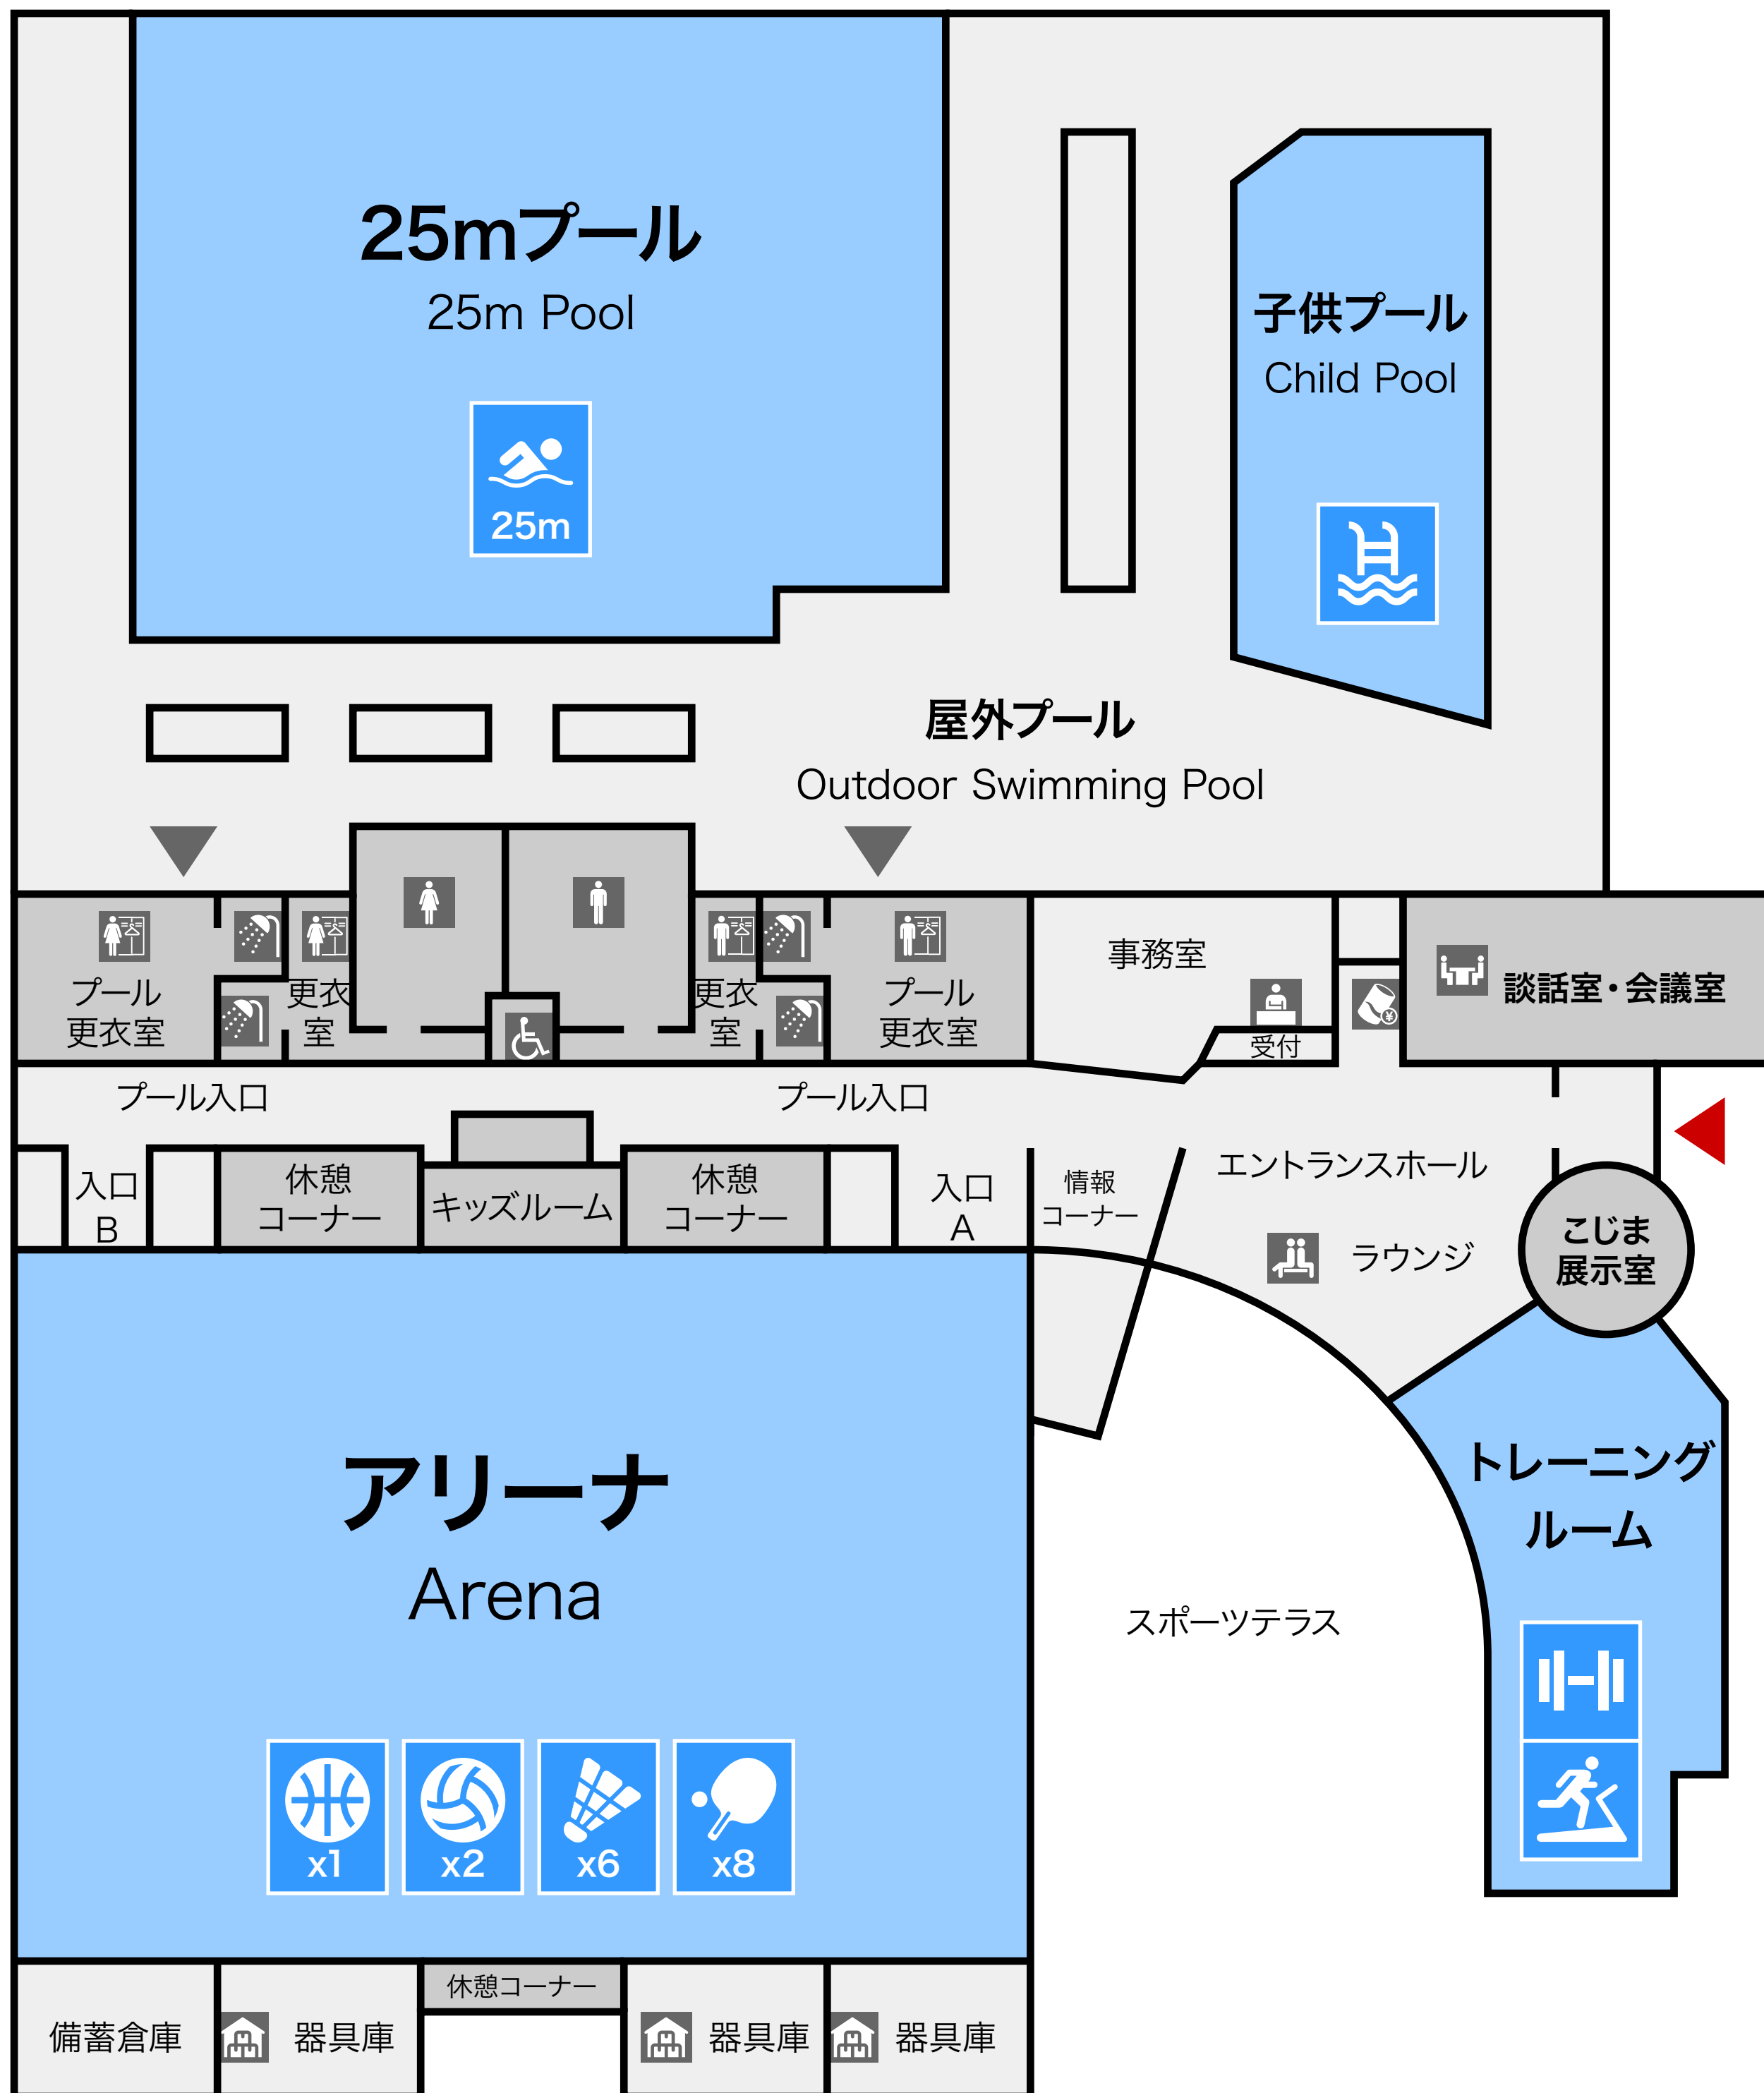 25mプール
25m Pool
25m
子供プール
Child Pool
屋外プール
Outdoor Swimming Pool
プール
更衣室
更衣
室
更衣
室
プール
更衣室
事務室
受付
¥
談話室・会議室
プール入口
プール入口
入口
B
休憩
コーナー
キッズルーム
休憩
コーナー
入口
A
情報
コーナー
エントランスホール
ラウンジ
こじま
展示室
アリーナ
Arena
x1
x2
x6
x8
トレーニング
ルーム
スポーツテラス
備蓄倉庫
器具庫
休憩コーナー
器具庫
器具庫